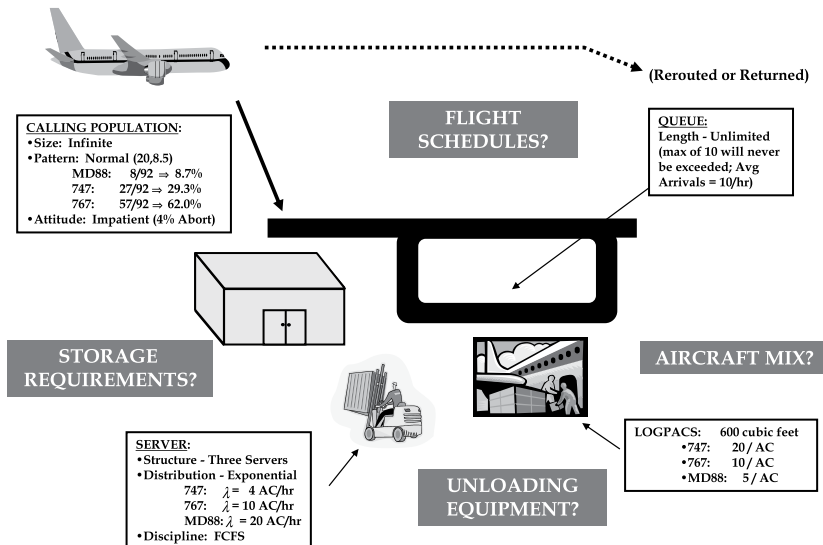 (Rerouted or Returned)
FLIGHT
SCHEDULES?
CALLING POPULATION:
•Size: Infinite
•Pattern: Normal (20,8.5)
MD88: 8/92 ⇒ 8.7%
747: 27/92 ⇒ 29.3%
767: 57/92 ⇒ 62.0%
•Attitude: Impatient (4% Abort)
QUEUE:
Length - Unlimited
(max of 10 will never
be exceeded; Avg
Arrivals = 10/hr)
STORAGE
REQUIREMENTS?
AIRCRAFT MIX?
SERVER:
•Structure - Three Servers
•Distribution - Exponential
747: λ = 4 AC/hr
767: λ = 10 AC/hr
MD88: λ = 20 AC/hr
•Discipline: FCFS
UNLOADING
EQUIPMENT?
LOGPACS: 600 cubic feet
•747: 20 / AC
•767: 10 / AC
•MD88: 5 / AC